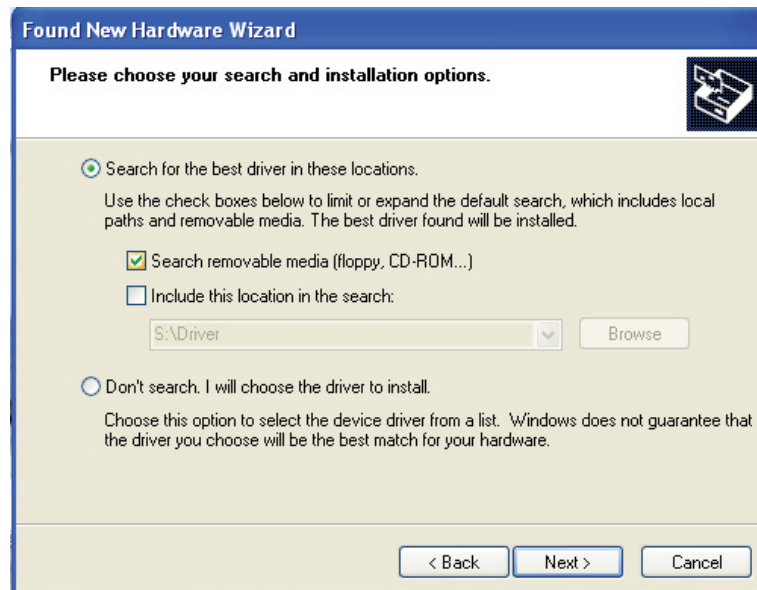 Found New Hardware Wizard
Please choose your search and installation options.
Search for the best driver in these locations.
Use the check boxes below to limit or expand the default search, which includes local
paths and removable media. The best driver found will be installed.
Search removable media (floppy, CD-ROM...)
Include this location in the search:
S:\Driver
Browse
Don't search. I will choose the driver to install.
Choose this option to select the device driver from a list. Windows does not guarantee that
the driver you choose will be the best match for your hardware.
< Back Next > Cancel